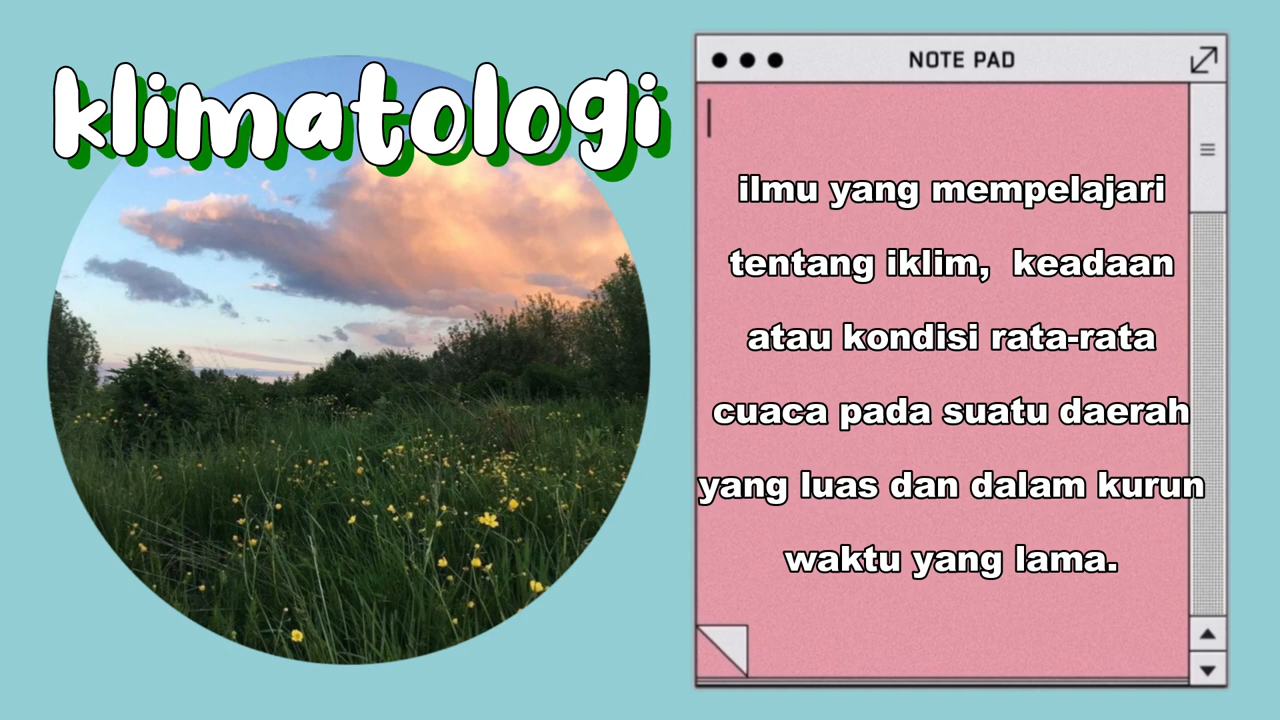 klimatologi
NOTE PAD
ilmu yang mempelajari
tentang iklim, keadaan
atau kondisi rata-rata
cuaca pada suatu daerah
yang luas dan dalam kurun
waktu yang lama.